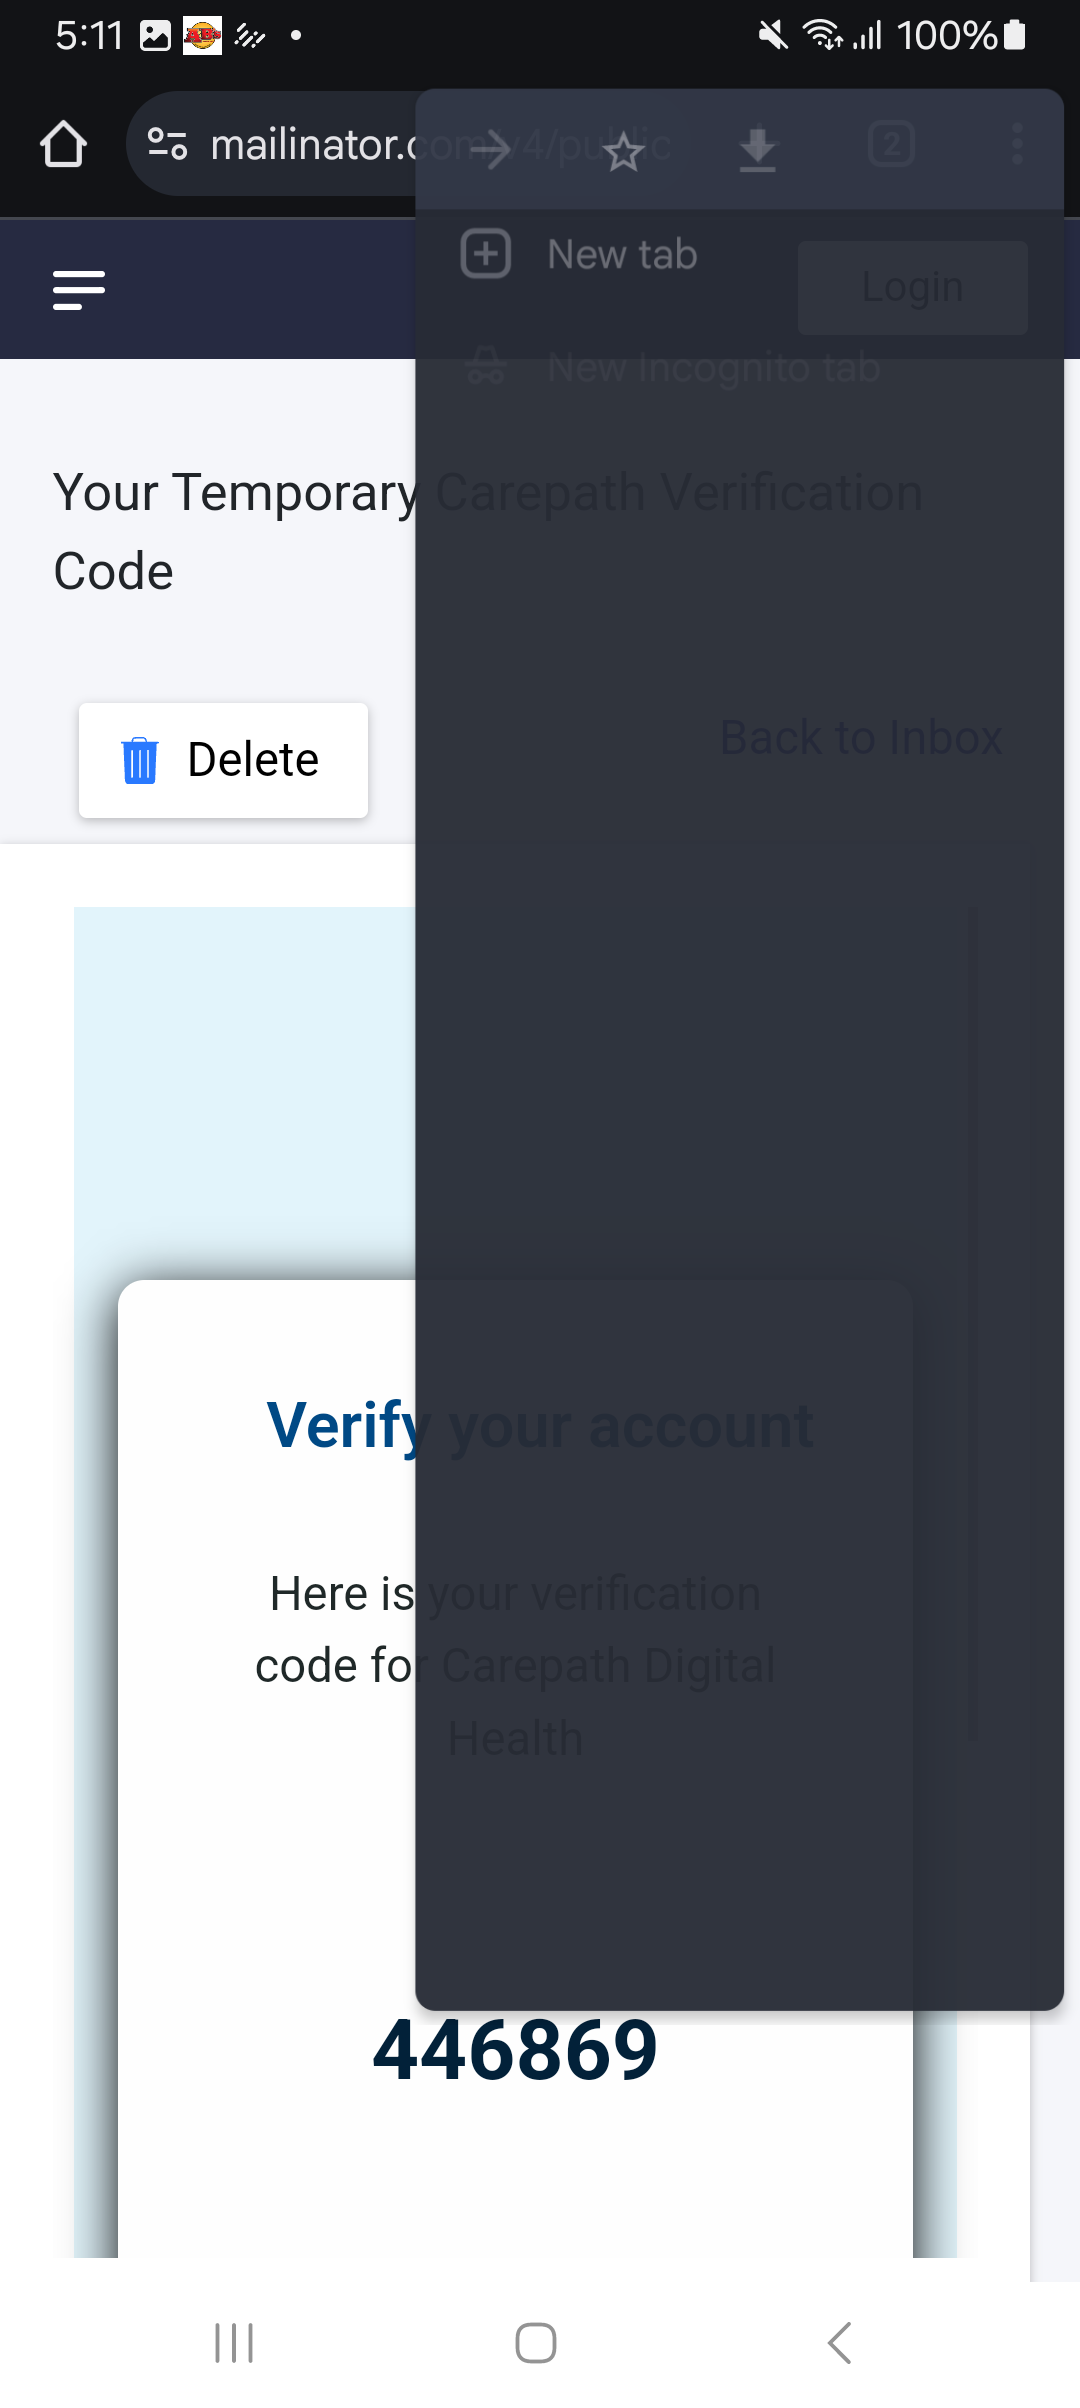 5:11
100%
mailinator.com/v4/public
2
New tab
Login
New Incognito tab
Your Temporary Carepath Verification
Code
Delete
Back to Inbox
Verify your account
Here is your verification
code for Carepath Digital
Health
446869